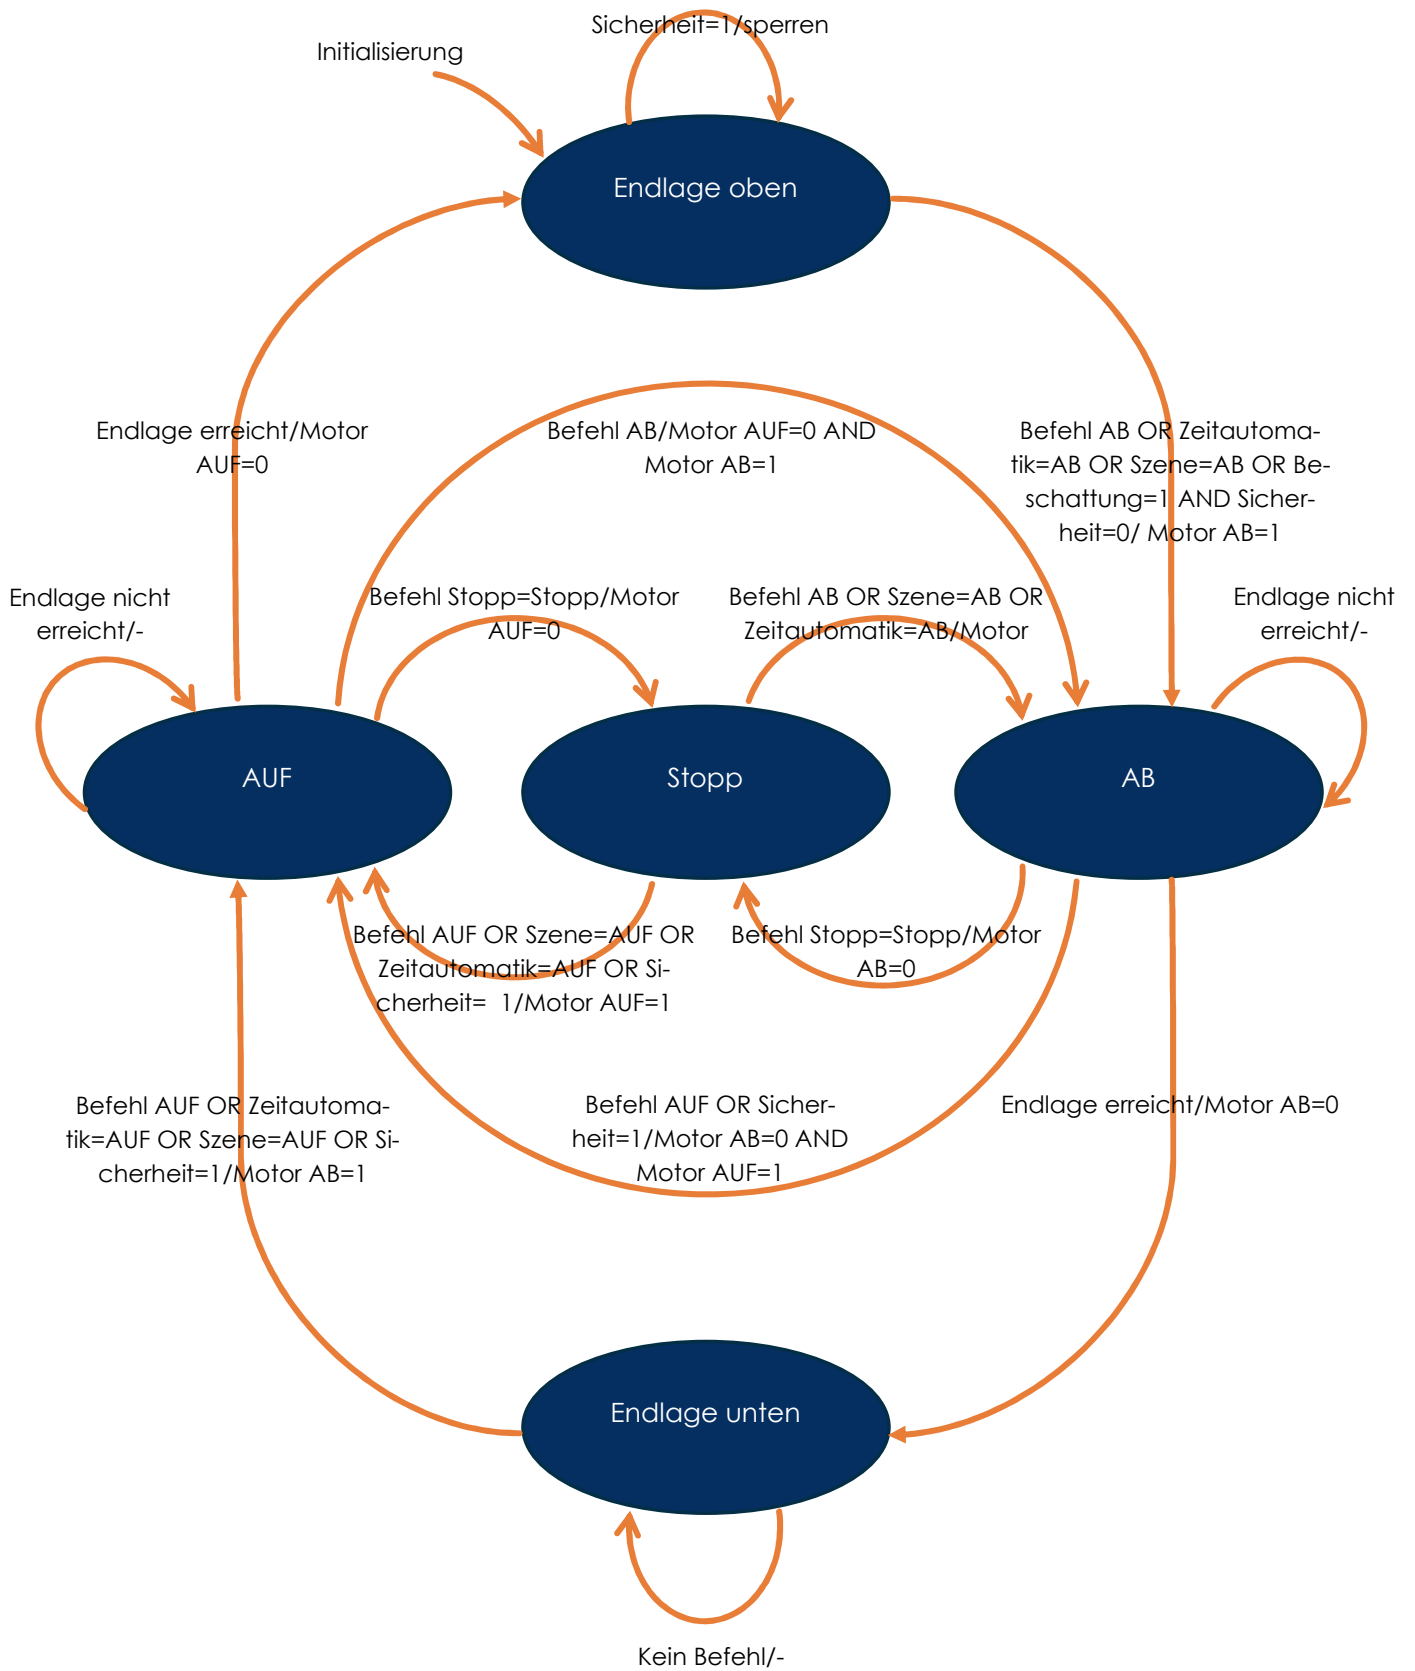 Sicherheit=1/sperren
Initialisierung
Endlage oben
Endlage erreicht/Motor
AUF=0
Befehl AB/Motor AUF=0 AND
Motor AB=1
Befehl AB OR Zeitautoma-
tik=AB OR Szene=AB OR Be-
schattung=1 AND Sicher-
heit=0/ Motor AB=1
Endlage nicht
erreicht/-
Befehl Stopp=Stopp/Motor
AUF=0
Befehl AB OR Szene=AB OR
Zeitautomatik=AB/Motor
Endlage nicht
erreicht/-
AUF
Stopp
AB
Befehl AUF OR Szene=AUF OR
Zeitautomatik=AUF OR Si-
cherheit=  1/Motor AUF=1
Befehl Stopp=Stopp/Motor
AB=0
Befehl AUF OR Zeitautoma-
tik=AUF OR Szene=AUF OR Si-
cherheit=1/Motor AB=1
Befehl AUF OR Sicher-
heit=1/Motor AB=0 AND
Motor AUF=1
Endlage erreicht/Motor AB=0
Endlage unten
Kein Befehl/-